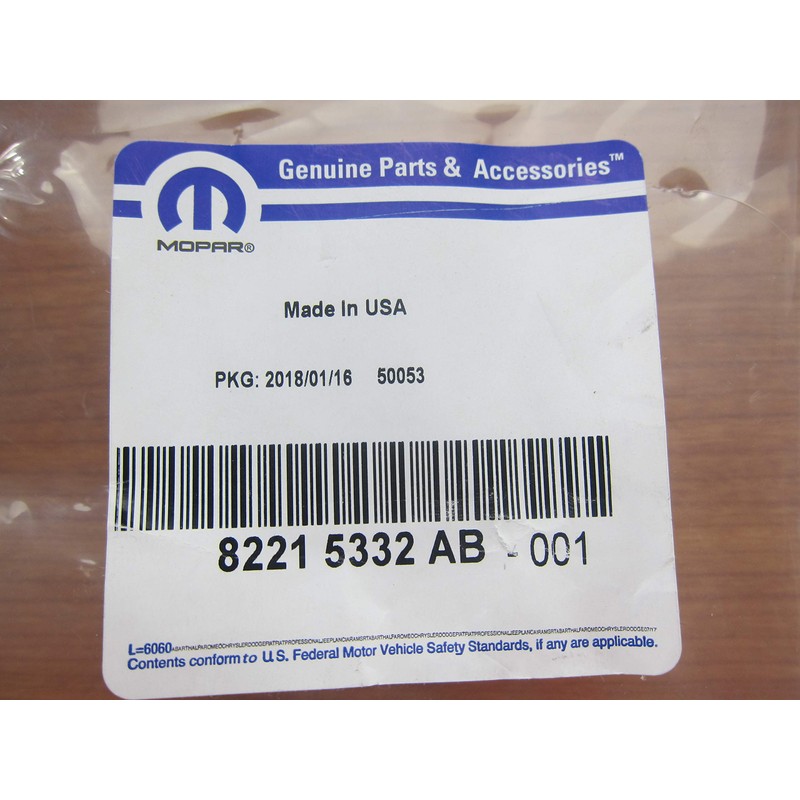 Genuine Parts & Accessories™
MOPAR®
Made In USA
PKG: 2018/01/16 50053
8221 5332 AB - 001
L=6060
Contents conform to U.S. Federal Motor Vehicle Safety Standards, if any are applicable.